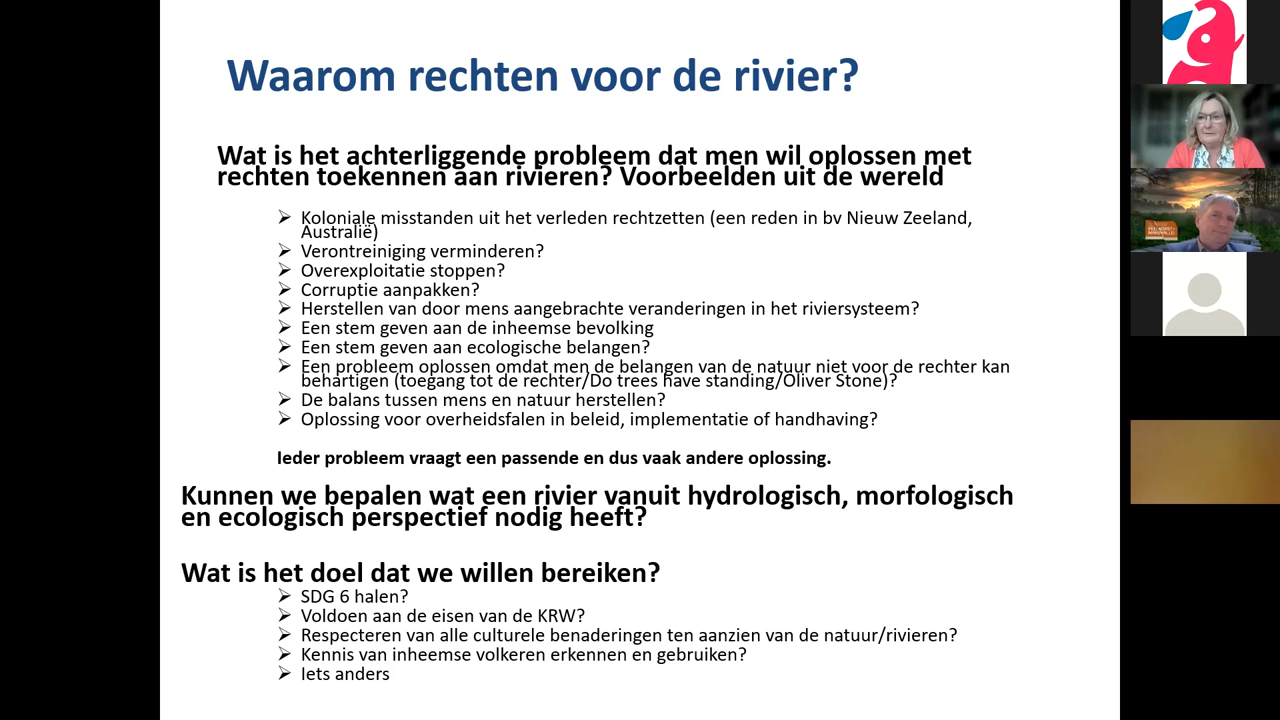 Waarom rechten voor de rivier?
Wat is het achterliggende probleem dat men wil oplossen met
rechten toekennen aan rivieren? Voorbeelden uit de wereld
➢ Koloniale misstanden uit het verleden rechtzetten (een reden in bv Nieuw Zeeland,
Australië)
➢ Verontreiniging verminderen?
➢ Overexploitatie stoppen?
➢ Corruptie aanpakken?
➢ Herstellen van door mens aangebrachte veranderingen in het riviersysteem?
➢ Een stem geven aan de inheemse bevolking
➢ Een stem geven aan ecologische belangen?
➢ Een probleem oplossen omdat men de belangen van de natuur niet voor de rechter kan
behartigen (toegang tot de rechter/Do trees have standing/Oliver Stone)?
➢ De balans tussen mens en natuur herstellen?
➢ Oplossing voor overheidsfalen in beleid, implementatie of handhaving?
Ieder probleem vraagt een passende en dus vaak andere oplossing.
Kunnen we bepalen wat een rivier vanuit hydrologisch, morfologisch
en ecologisch perspectief nodig heeft?
Wat is het doel dat we willen bereiken?
➢ SDG 6 halen?
➢ Voldoen aan de eisen van de KRW?
➢ Respecteren van alle culturele benaderingen ten aanzien van de natuur/rivieren?
➢ Kennis van inheemse volkeren erkennen en gebruiken?
➢ Iets anders